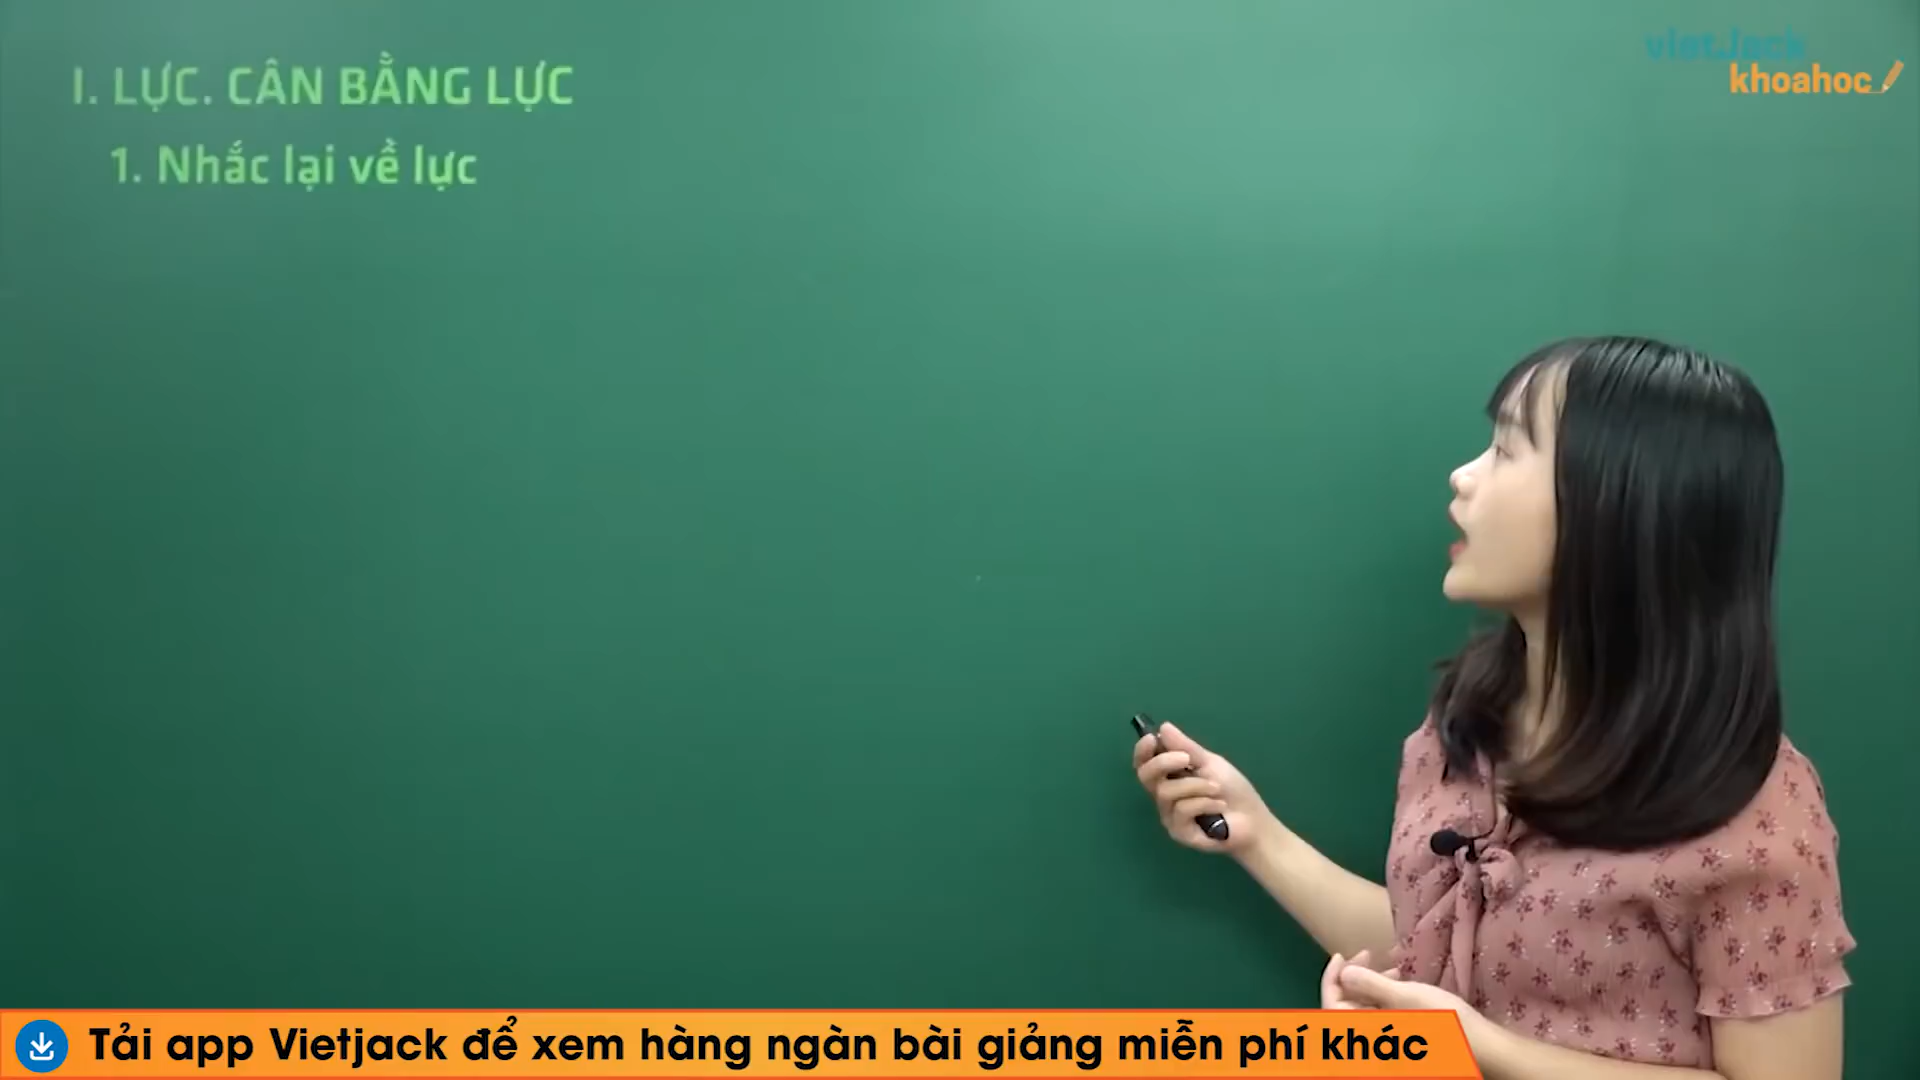 I. LỰC. CÂN BẰNG LỰC
1. Nhắc lại về lực
vietJack
khoahoc
Tải app Vietjack để xem hàng ngàn bài giảng miễn phí khác